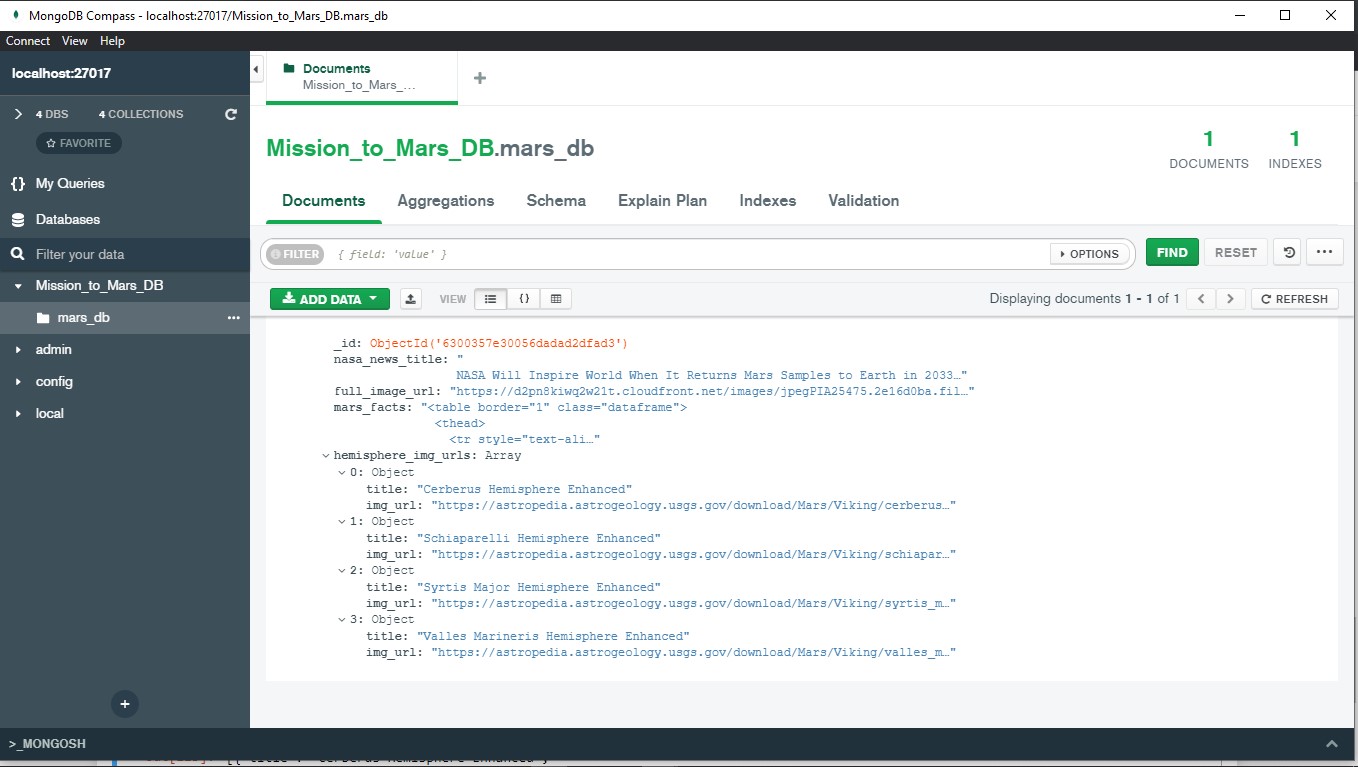 MongoDB Compass - localhost:27017/Mission_to_Mars_DB.mars_db
Connect View Help
localhost:27017
4 DBS 4 COLLECTIONS
FAVORITE
{} My Queries
Databases
Filter your data
Mission_to_Mars_DB
mars_db
admin
config
local
Documents
Mission_to_Mars_...
Mission_to_Mars_DB.mars_db
1 DOCUMENTS
1 INDEXES
Documents Aggregations Schema Explain Plan Indexes Validation
FILTER { field: 'value' } OPTIONS FIND RESET
ADD DATA VIEW {} Displaying documents 1 - 1 of 1 REFRESH
_id: ObjectId('6300357e30056dadad2dfad3')
nasa_news_title: "
NASA Will Inspire World When It Returns Mars Samples to Earth in 2033…"
full_image_url: "https://d2pn8kiwq2w21t.cloudfront.net/images/jpegPIA25475.2e16d0ba.fil…"
mars_facts: "<table border="1" class="dataframe">
<thead>
<tr style="text-ali…"
hemisphere_img_urls: Array
0: Object
title: "Cerberus Hemisphere Enhanced"
img_url: "https://astropedia.astrogeology.usgs.gov/download/Mars/Viking/cerberus…"
1: Object
title: "Schiaparelli Hemisphere Enhanced"
img_url: "https://astropedia.astrogeology.usgs.gov/download/Mars/Viking/schiapar…"
2: Object
title: "Syrtis Major Hemisphere Enhanced"
img_url: "https://astropedia.astrogeology.usgs.gov/download/Mars/Viking/syrtis_m…"
3: Object
title: "Valles Marineris Hemisphere Enhanced"
img_url: "https://astropedia.astrogeology.usgs.gov/download/Mars/Viking/valles_m…"
>_MONGOSH